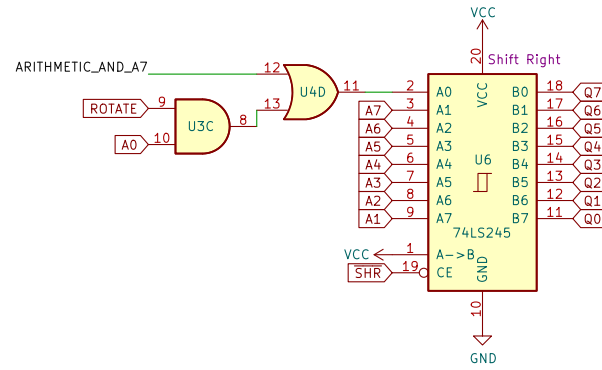 VCC
20
Shift Right
ARITHMETIC_AND_A7
12
11
2 A0 VCC B0 18 Q7
U4D
ROTATE 9
13
A7 3 A1 B1 17 Q6
U3C 8
A6 4 A2 B2 16 Q5
A0 10
A5 5 A3 B3 15 Q4
A4 6 A4 U6 B4 14 Q3
A3 7 A5 B5 13 Q2
A2 8 A6 B6 12 Q1
A1 9 A7 B7 11 Q0
74LS245
VCC 1 A->B
SHR 19 CE GND
10
GND